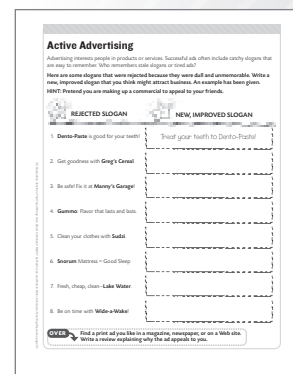 Active Advertising
Advertising interests people in products or services. Successful ads often include catchy slogans that
are easy to remember. Who remembers stale slogans or tired ads?
Here are some slogans that were rejected because they were dull and unmemorable. Write a
new, improved slogan that you think might attract business. An example has been given.
HINT: Pretend you are making up a commercial to appeal to your friends.
REJECTED SLOGAN
NEW, IMPROVED SLOGAN
1. Dento-Paste is good for your teeth!
Treat your teeth to Dento-Paste!
2. Get goodness with Greg's Cereal.
3. Be safe! Fix it at Manny's Garage!
4. Gummo: Flavor that lasts and lasts.
5. Clean your clothes with Sudzi.
6. Snorum Mattress = Good Sleep
7. Fresh, cheap, clean—Lake Water.
8. Be on time with Wide-a-Wake!
OVER
Find a print ad you like in a magazine, newspaper, or on a Web site.
Write a review explaining why the ad appeals to you.